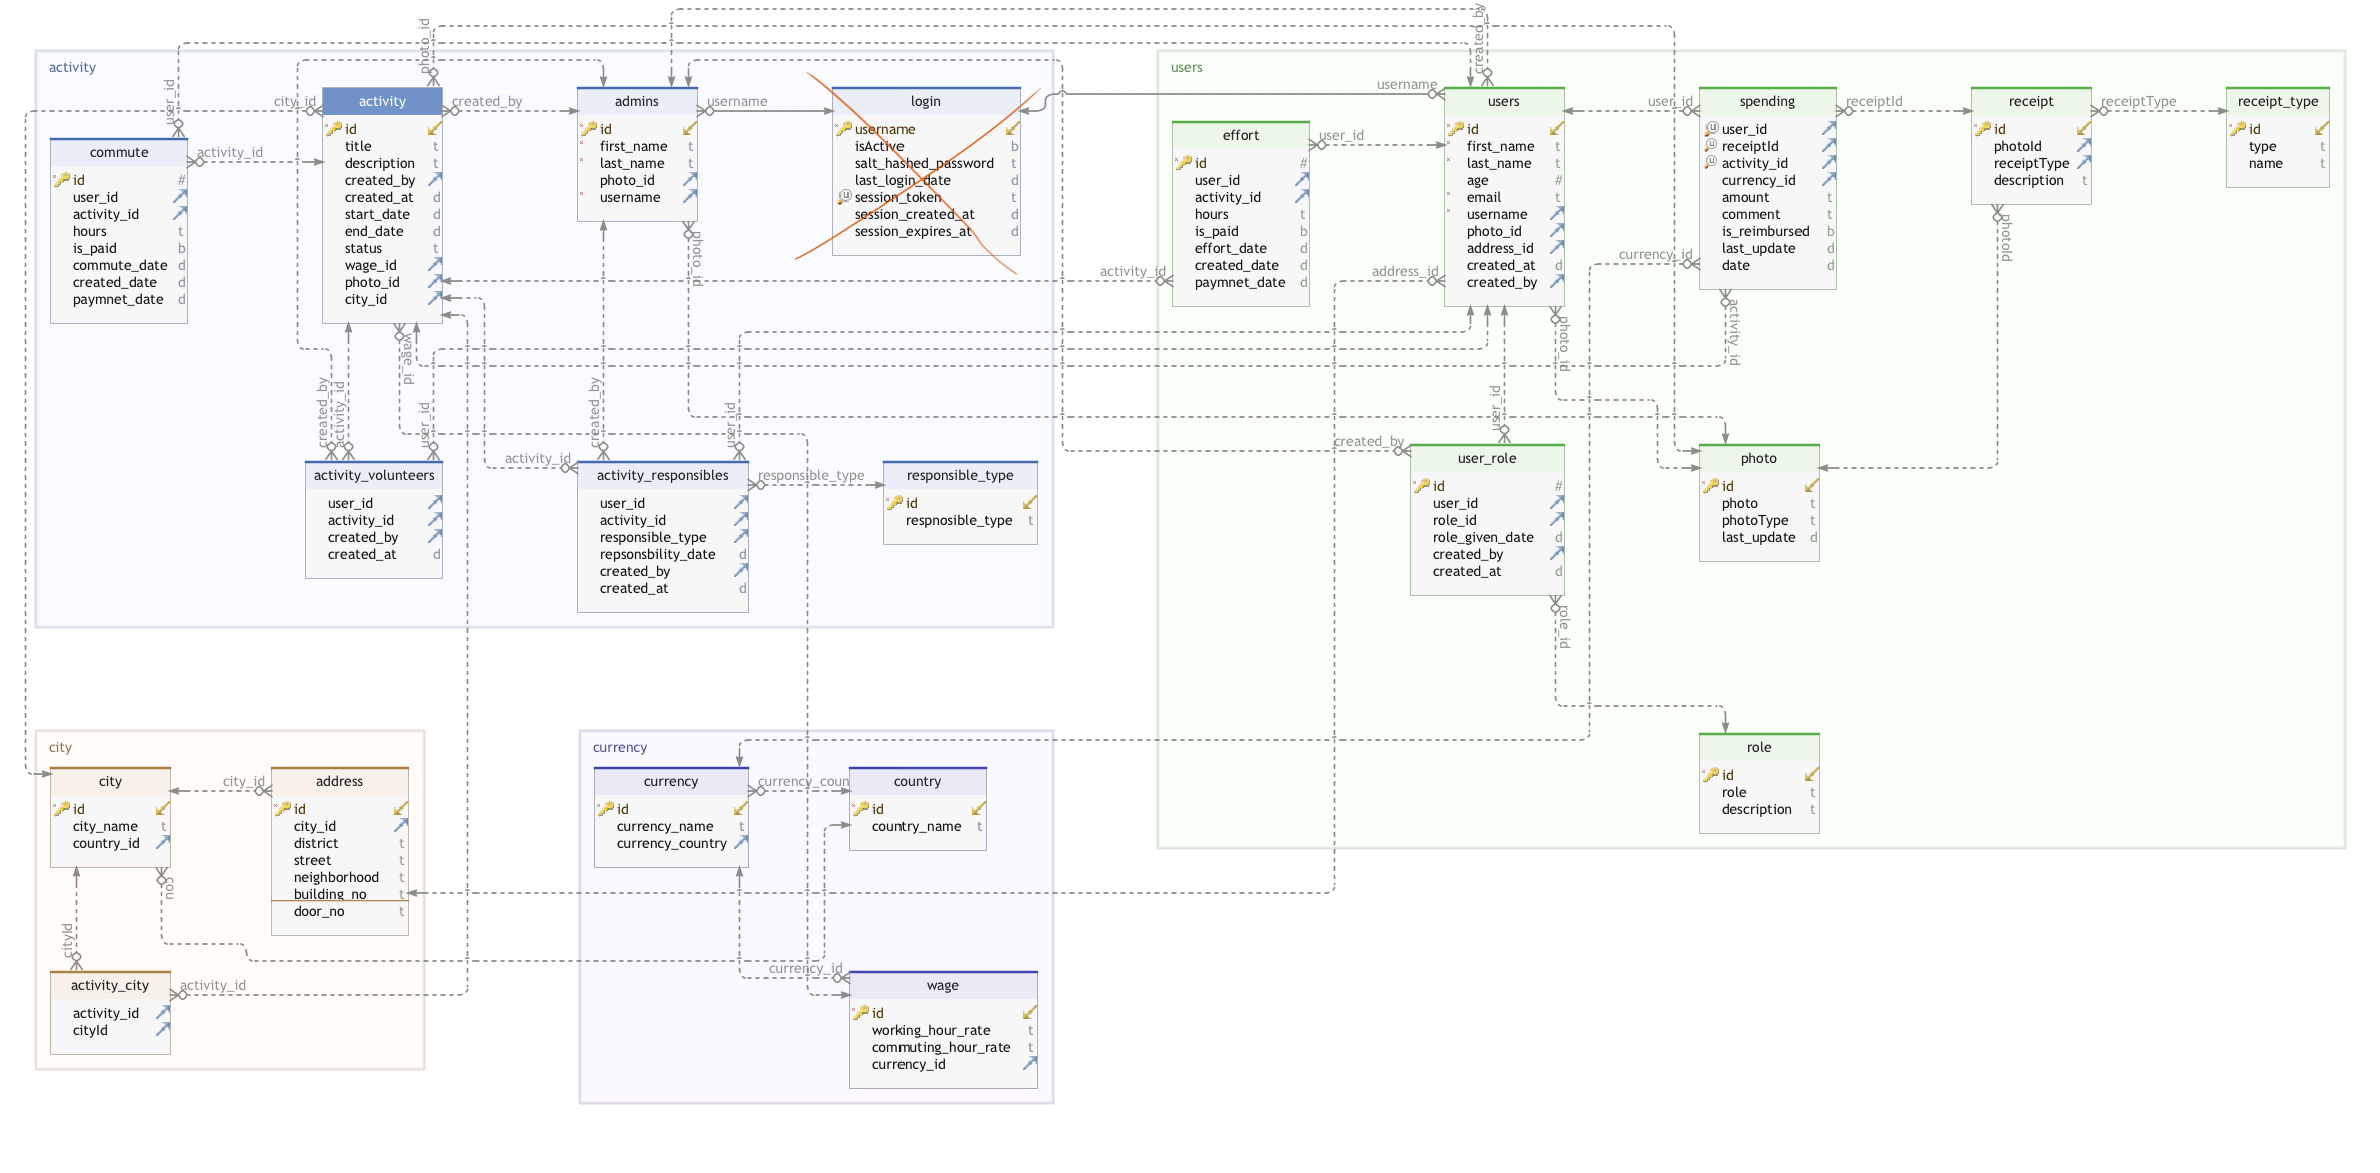 activity
commute
id #
user_id
activity_id
hours t
is_paid b
commute_date d
created_date d
paymnet_date d
user_id
activity_id
city_id
photo_id
activity
id
title t
description t
created_by
created_at d
start_date d
end_date d
status t
wage_id
photo_id
city_id
created_by
wage_id
admins
id
first_name t
last_name t
photo_id
username
username
photo_id
login
username
isActive b
salt_hashed_password t
last_login_date d
u session_token t
session_created_at d
session_expires_at d
created_by
activity_id
user_id
activity_volunteers
user_id
activity_id
created_by
created_at d
activity_id
created_by
user_id
activity_responsibles
user_id
activity_id
responsible_type
repsonsbility_date d
created_by
created_at d
responsible_type
responsible_type
id
respnosible_type t
users
effort
id #
user_id
activity_id
hours t
is_paid b
effort_date d
created_date d
paymnet_date d
user_id
activity_id
username
created_by
users
id
first_name t
last_name t
age #
email t
username
photo_id
address_id
created_at d
created_by
address_id
photo_id
user_id
spending
u user_id
u receiptId
u activity_id
currency_id
amount t
comment t
is_reimbursed b
last_update d
date d
currency_id
activity_id
receiptId
receipt
id
photoId
receiptType
description t
photoId
receiptType
receipt_type
id
type t
name t
user_id
created_by
user_role
id #
user_id
role_id
role_given_date d
created_by
created_at d
role_id
photo
id
photo t
photoType t
last_update d
role
id
role t
description t
city
city
id
city_name t
country_id
cou
city_id
address
id
city_id
district t
street t
neighborhood t
building_no t
door_no t
cityId
activity_city
activity_id
cityId
activity_id
currency
currency
id
currency_name t
currency_country
currency_coun
country
id
country_name t
currency_id
wage
id
working_hour_rate t
commuting_hour_rate t
currency_id